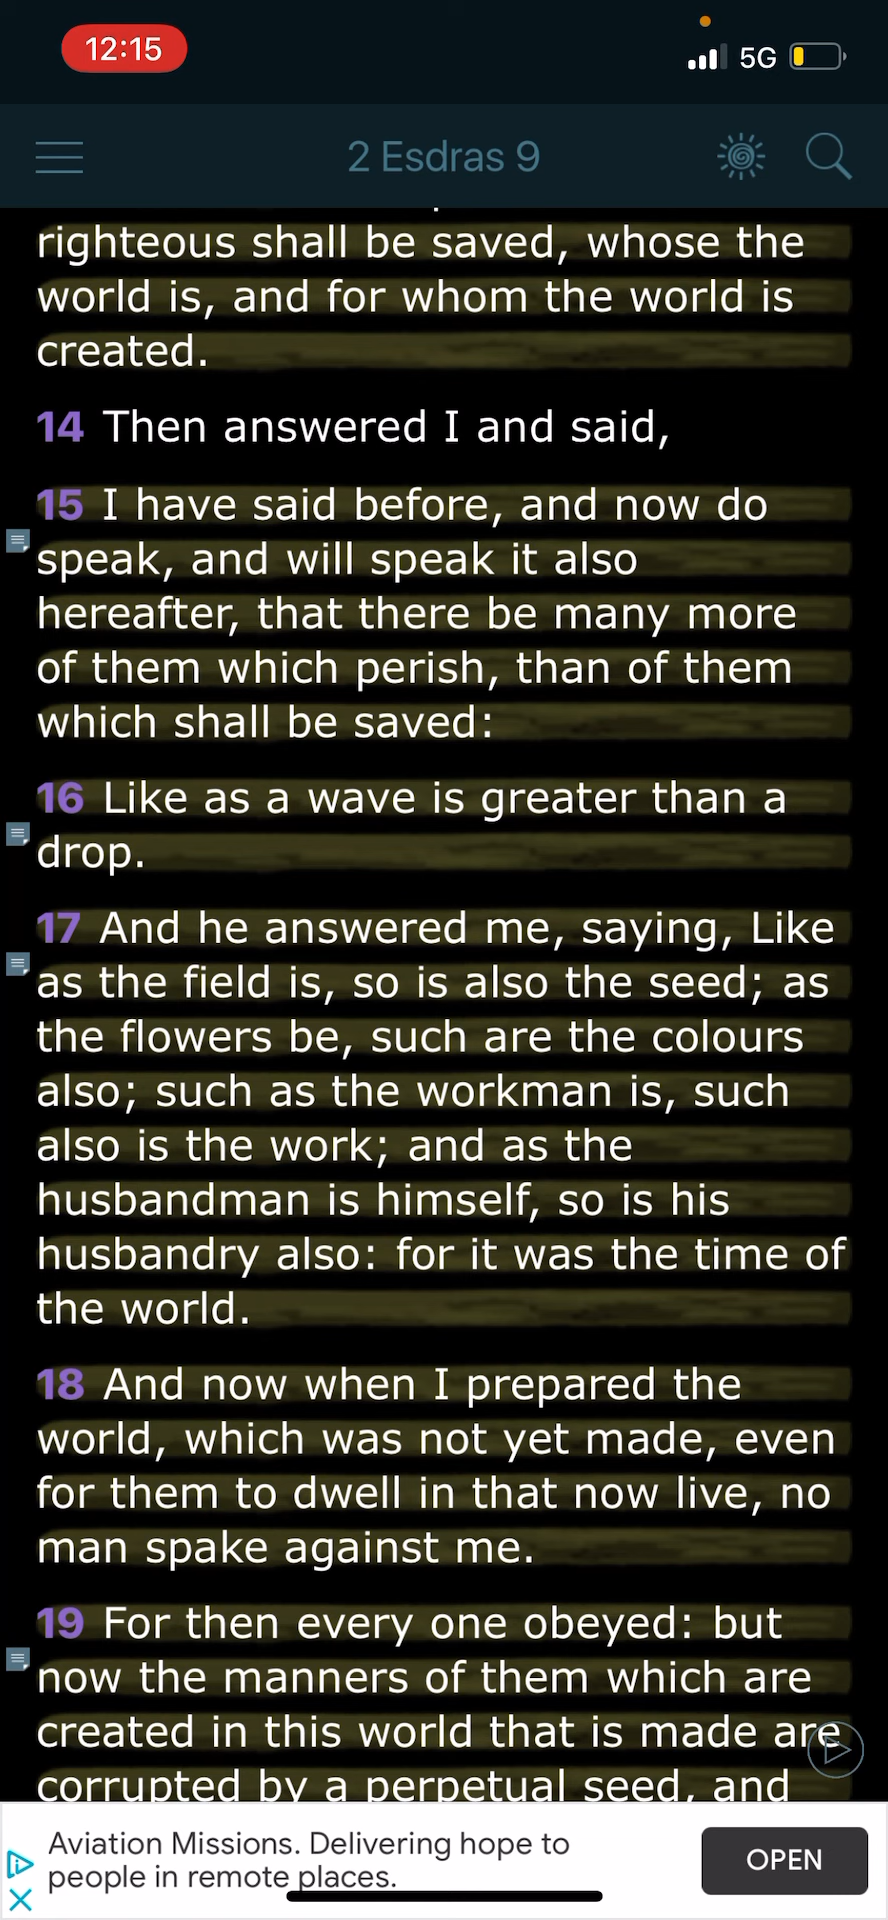 12:15
5G
2 Esdras 9
righteous shall be saved, whose the
world is, and for whom the world is
created.
14 Then answered I and said,
15 I have said before, and now do
speak, and will speak it also
hereafter, that there be many more
of them which perish, than of them
which shall be saved:
16 Like as a wave is greater than a
drop.
17 And he answered me, saying, Like
as the field is, so is also the seed; as
the flowers be, such are the colours
also; such as the workman is, such
also is the work; and as the
husbandman is himself, so is his
husbandry also: for it was the time of
the world.
18 And now when I prepared the
world, which was not yet made, even
for them to dwell in that now live, no
man spake against me.
19 For then every one obeyed: but
now the manners of them which are
created in this world that is made are
corrupted by a perpetual seed, and
Aviation Missions. Delivering hope to
people in remote places.
OPEN